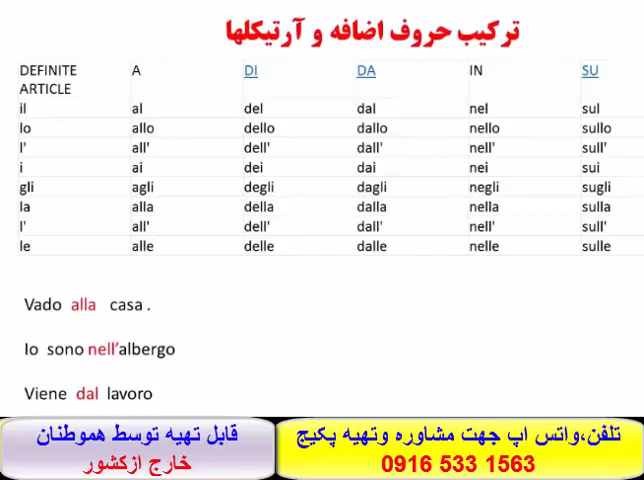 ترکیب حروف اضافه و آرتیکلها
DEFINITE ARTICLE A DI DA IN SU
il al del dal nel sul
lo allo dello dallo nello sullo
l' all' dell' dall' nell' sull'
i ai dei dai nei sui
gli agli degli dagli negli sugli
la alla della dalla nella sulla
l' all' dell' dall' nell' sull'
le alle delle dalle nelle sulle
Vado alla casa .
Io sono nell'albergo
Viene dal lavoro
تلفن،واتس اپ جهت مشاوره وتهیه پکیج
0916 533 1563
قابل تهیه توسط هموطنان
خارج ازکشور